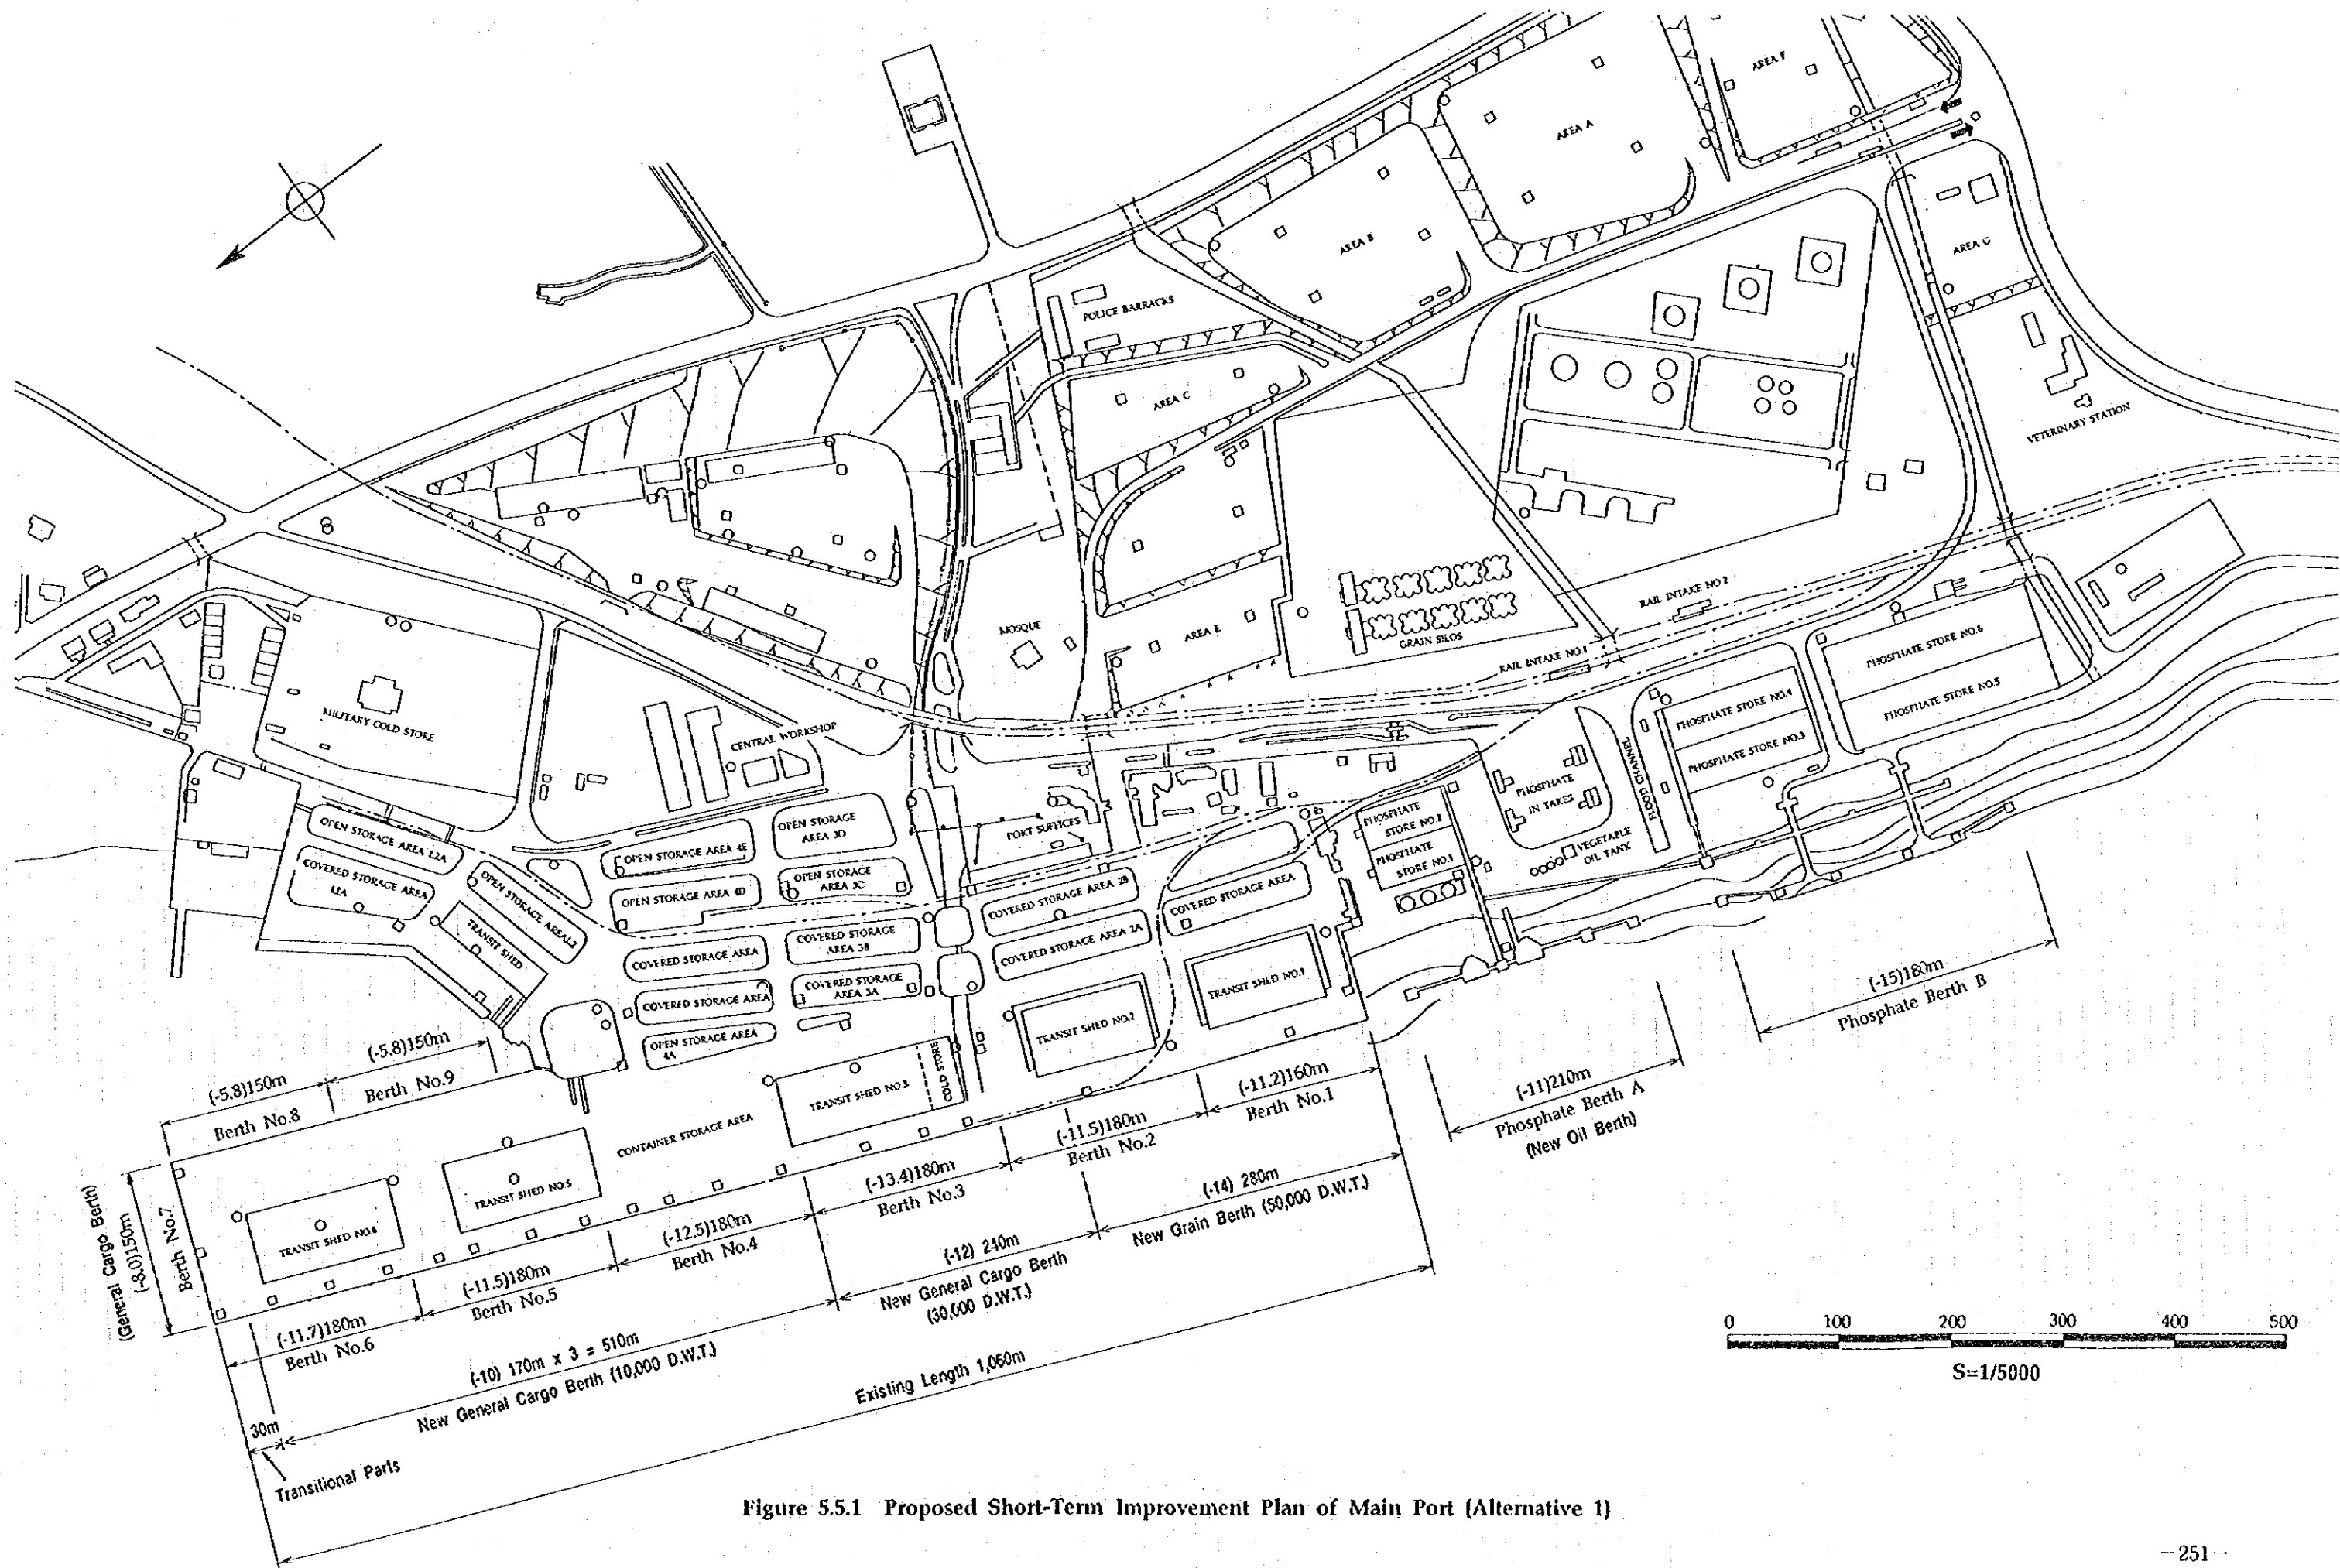 AREA F
AREA A
AREA B
AREA G
POLICE BARRACKS
AREA C
VETERINARY STATION
MOSQUE
AREA E
GRAIN SILOS
RAIL INTAKE NO.2
RAIL INTAKE NO.1
PHOSPHATE STORE NO.6
PHOSPHATE STORE NO.5
PHOSPHATE STORE NO.4
PHOSPHATE STORE NO.3
MILITARY COLD STORE
CENTRAL WORKSHOP
FLOOD CHANNEL
PHOSPHATE
IN TAKES
VEGETABLE
OIL TANK
PHOSPHATE
STORE NO.2
PHOSPHATE
STORE NO.1
OPEN STORAGE AREA L2A
COVERED STORAGE AREA
L1A
OPEN STORAGE AREA L2
TRANSIT SHED
OPEN STORAGE AREA 4E
OPEN STORAGE
AREA 3D
OPEN STORAGE AREA 4D
OPEN STORAGE
AREA 3C
PORT
COVERED STORAGE AREA
COVERED STORAGE
AREA 3B
COVERED STORAGE AREA 2B
COVERED STORAGE AREA
COVERED STORAGE AREA 2A
COVERED STORAGE AREA
COVERED STORAGE
AREA 3A
OPEN STORAGE AREA
4A
TRANSIT SHED NO.1
TRANSIT SHED NO.2
TRANSIT SHED NO.3
COLD STORE
CONTAINER STORAGE AREA
TRANSIT SHED NO.5
TRANSIT SHED NO.6
(-5.8)150m
Berth No.8
(-5.8)150m
Berth No.9
(General Cargo Berth)
(-8.0)150m
Berth No.7
(-11.7)180m
Berth No.6
(-11.5)180m
Berth No.5
(-12.5)180m
Berth No.4
(-13.4)180m
Berth No.3
(-11.5)180m
Berth No.2
(-11.2)160m
Berth No.1
(-11)210m
Phosphate Berth A
(New Oil Berth)
(-15)180m
Phosphate Berth B
(-14) 280m
New Grain Berth (50,000 D.W.T.)
(-12) 240m
New General Cargo Berth
(30,000 D.W.T.)
(-10) 170m x 3 = 510m
New General Cargo Berth (10,000 D.W.T.)
Existing Length 1,060m
30m
Transitional Parts
0 100 200 300 400 500
S=1/5000
Figure 5.5.1 Proposed Short-Term Improvement Plan of Main Port (Alternative 1)
-251-